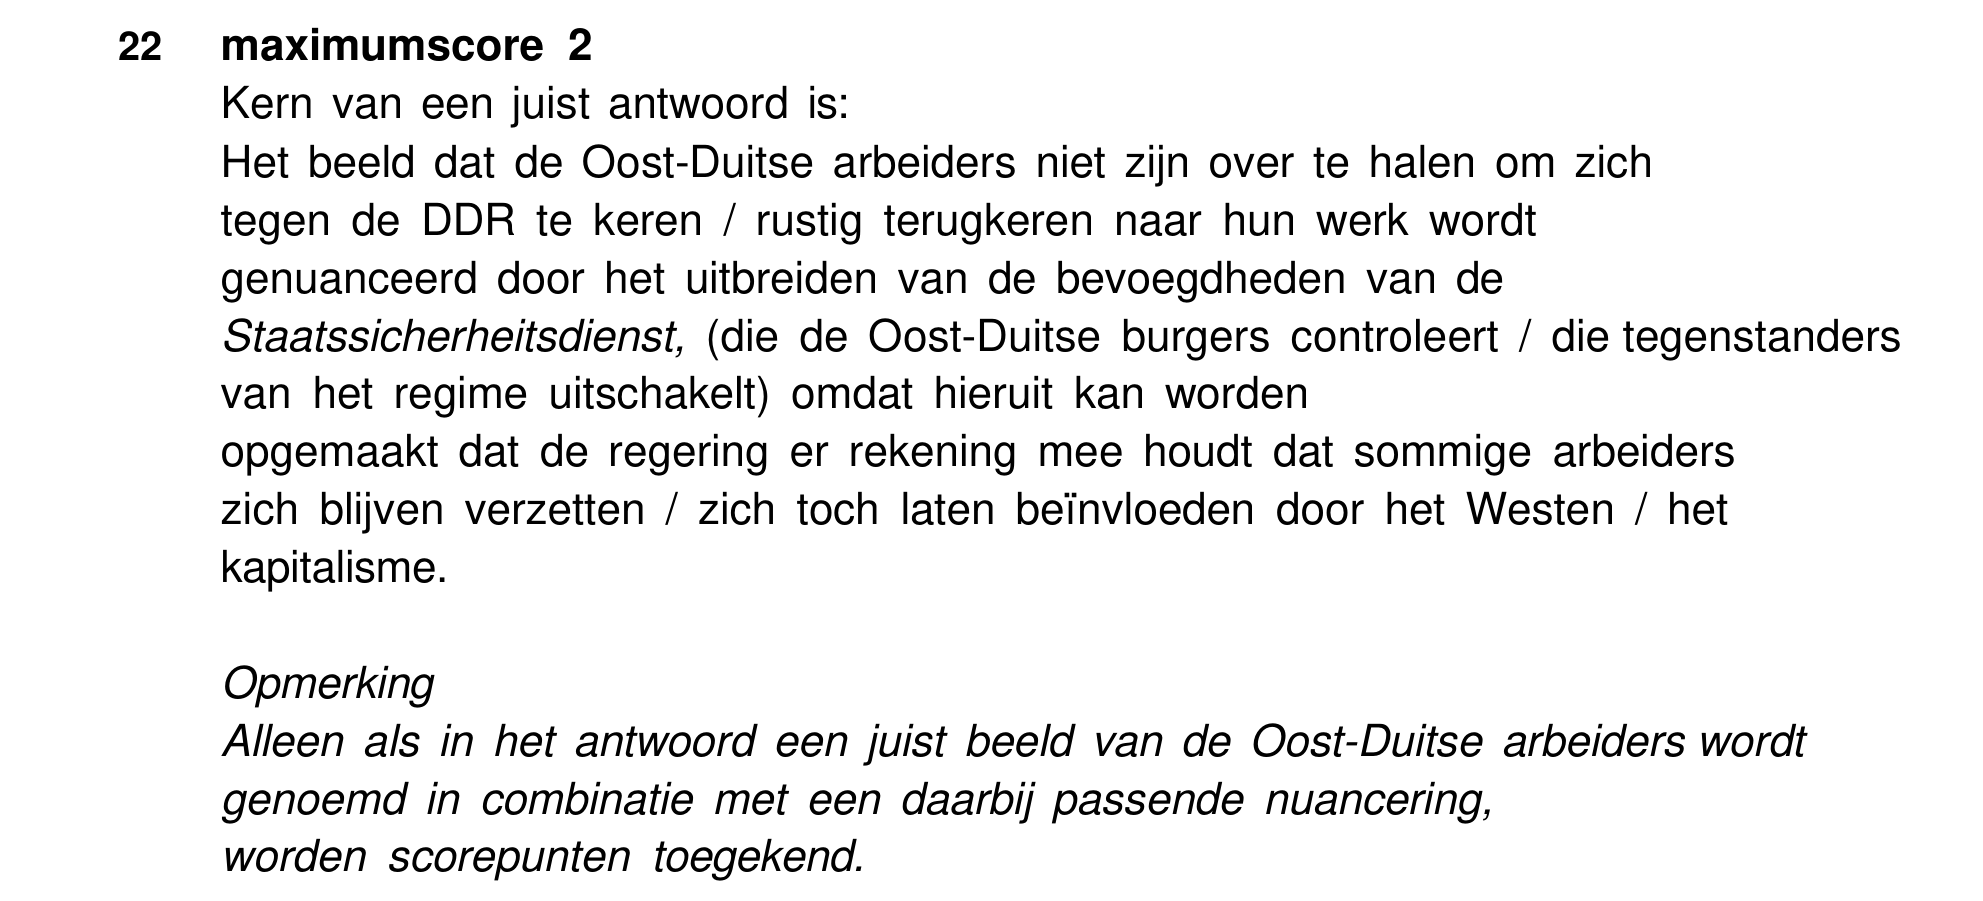 22 maximumscore 2
Kern van een juist antwoord is:
Het beeld dat de Oost-Duitse arbeiders niet zijn over te halen om zich
tegen de DDR te keren / rustig terugkeren naar hun werk wordt
genuanceerd door het uitbreiden van de bevoegdheden van de
Staatssicherheitsdienst, (die de Oost-Duitse burgers controleert / die tegenstanders
van het regime uitschakelt) omdat hieruit kan worden
opgemaakt dat de regering er rekening mee houdt dat sommige arbeiders
zich blijven verzetten / zich toch laten beïnvloeden door het Westen / het
kapitalisme.
Opmerking
Alleen als in het antwoord een juist beeld van de Oost-Duitse arbeiders wordt
genoemd in combinatie met een daarbij passende nuancering,
worden scorepunten toegekend.